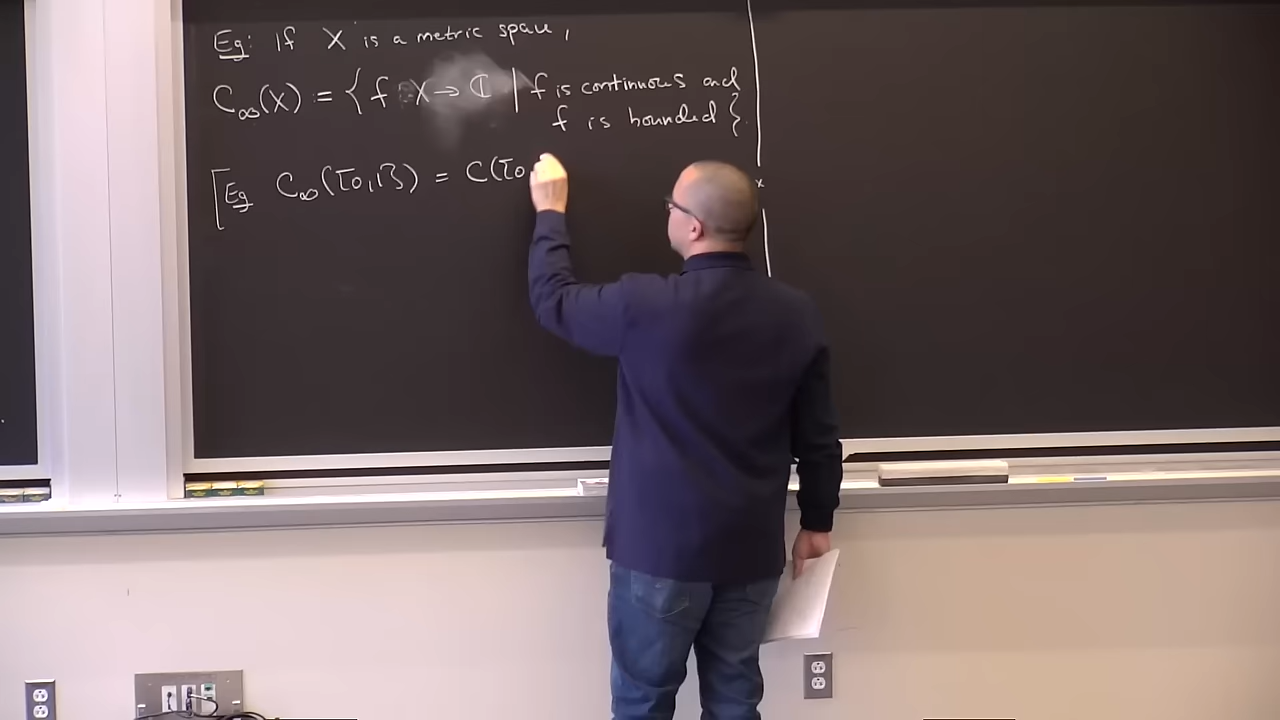 Eg: If X is a metric space,
C∞(X) := { f : X → ℂ | f is continuous and
f is bounded }.
[Eg C∞([0,1]) = C([0